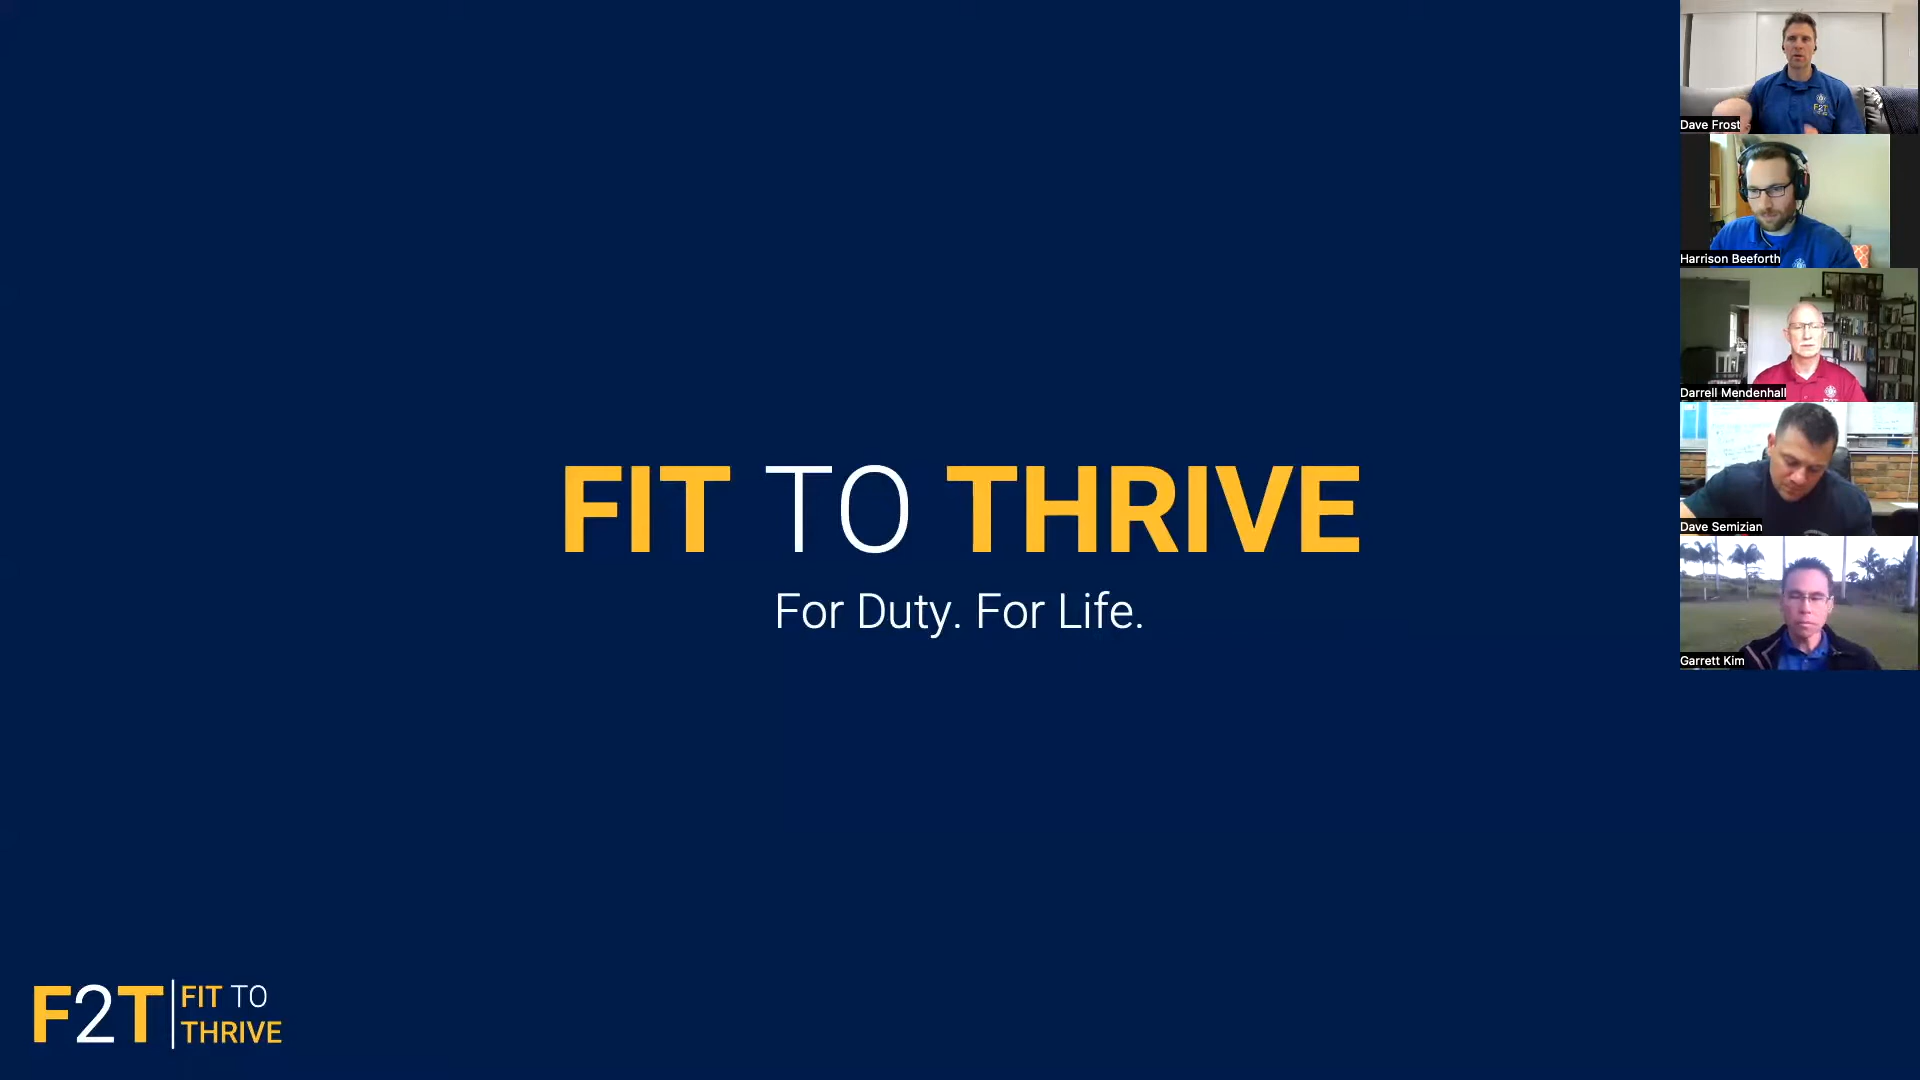 FIT TO THRIVE
For Duty. For Life.
F2T FIT TO
THRIVE
Dave Frost
F2T
Harrison Beeforth
Darrell Mendenhall
Dave Semizian
Garrett Kim